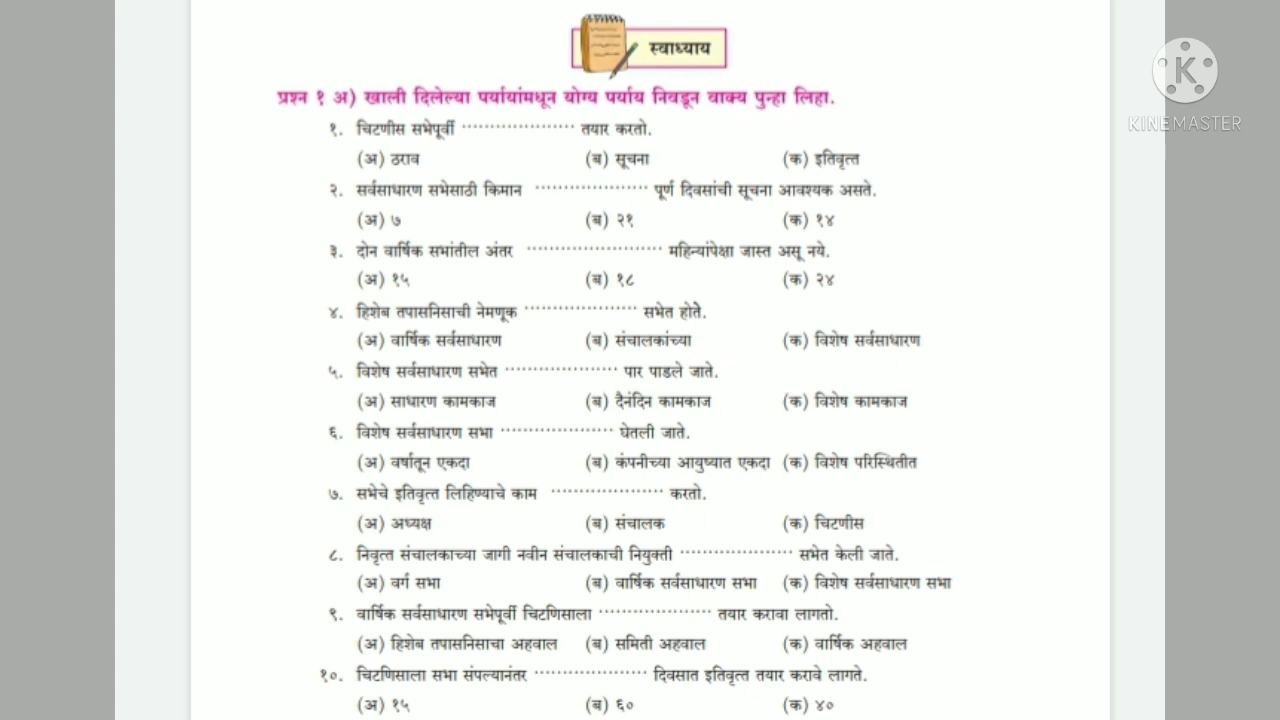 स्वाध्याय
KINEMASTER
प्रश्न १ अ) खाली दिलेल्या पर्यायांमधून योग्य पर्याय निवडून वाक्य पुन्हा लिहा.
१. चिटणीस सभेपूर्वी ····················· तयार करतो.
(अ) ठराव (ब) सूचना (क) इतिवृत्त
२. सर्वसाधारण सभेसाठी किमान ····················· पूर्ण दिवसांची सूचना आवश्यक असते.
(अ) ७ (ब) २१ (क) १४
३. दोन वार्षिक सभांतील अंतर ························· महिन्यांपेक्षा जास्त असू नये.
(अ) १५ (ब) १८ (क) २४
४. हिशेब तपासनिसाची नेमणूक ····················· सभेत होते.
(अ) वार्षिक सर्वसाधारण (ब) संचालकांच्या (क) विशेष सर्वसाधारण
५. विशेष सर्वसाधारण सभेत ····················· पार पाडले जाते.
(अ) साधारण कामकाज (ब) दैनंदिन कामकाज (क) विशेष कामकाज
६. विशेष सर्वसाधारण सभा ····················· घेतली जाते.
(अ) वर्षातून एकदा (ब) कंपनीच्या आयुष्यात एकदा (क) विशेष परिस्थितीत
७. सभेचे इतिवृत्त लिहिण्याचे काम ····················· करतो.
(अ) अध्यक्ष (ब) संचालक (क) चिटणीस
८. निवृत्त संचालकाच्या जागी नवीन संचालकाची नियुक्ती ····················· सभेत केली जाते.
(अ) वर्ग सभा (ब) वार्षिक सर्वसाधारण सभा (क) विशेष सर्वसाधारण सभा
९. वार्षिक सर्वसाधारण सभेपूर्वी चिटणिसाला ····················· तयार करावा लागतो.
(अ) हिशेब तपासनिसाचा अहवाल (ब) समिती अहवाल (क) वार्षिक अहवाल
१०. चिटणिसाला सभा संपल्यानंतर ····················· दिवसात इतिवृत्त तयार करावे लागते.
(अ) १५ (ब) ६० (क) ४०